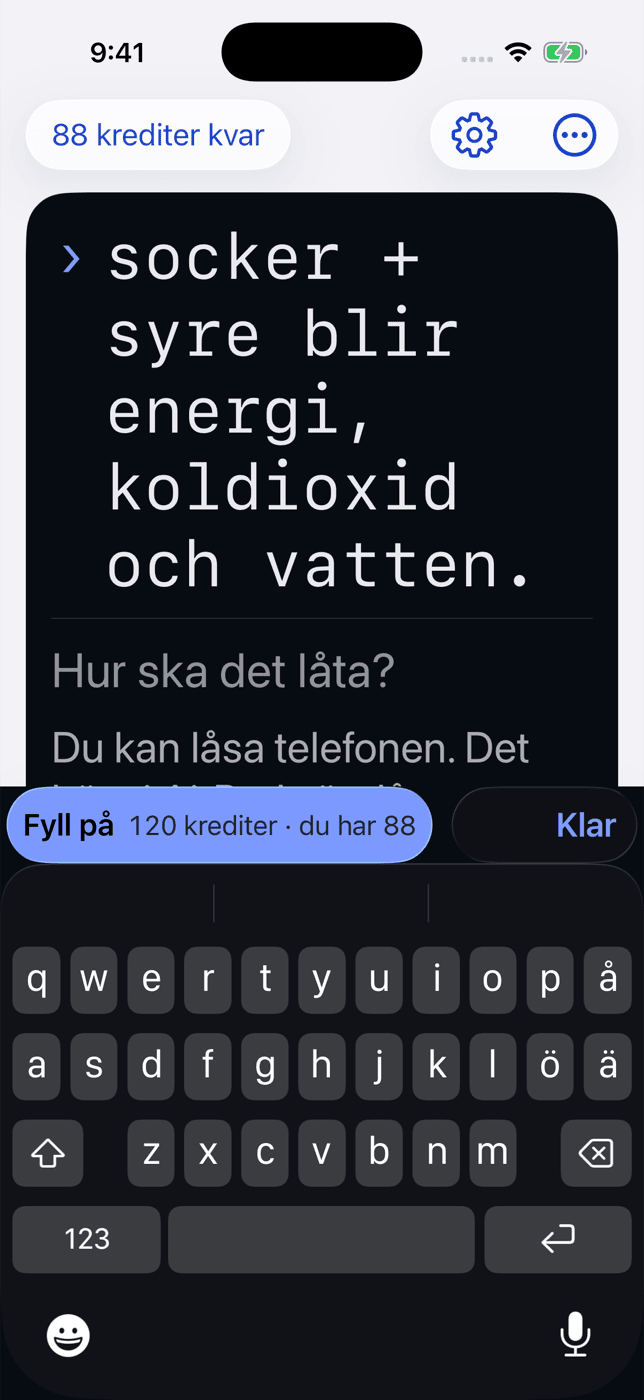 9:41
88 krediter kvar
› socker +
syre blir
energi,
koldioxid
och vatten.
Hur ska det låta?
Du kan låsa telefonen. Det
Fyll på 120 krediter · du har 88
Klar
q w e r t y u i o p å
a s d f g h j k l ö ä
z x c v b n m
123